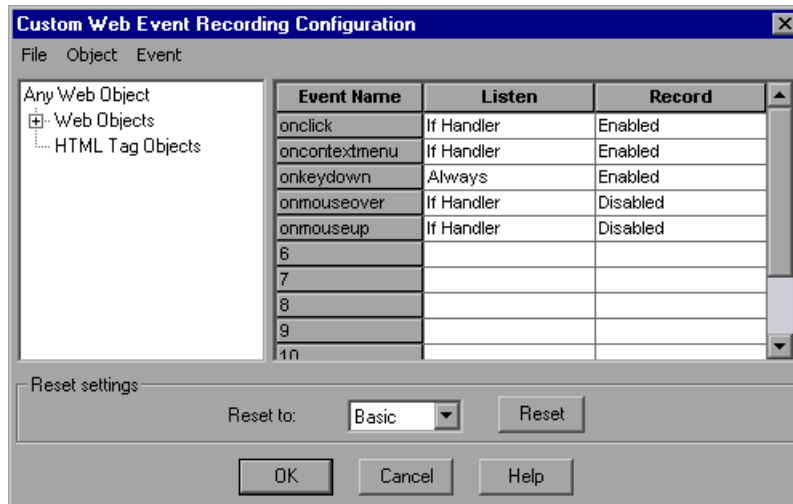 Custom Web Event Recording Configuration
File Object Event
Any Web Object
Web Objects
HTML Tag Objects
Event Name Listen Record
onclick If Handler Enabled
oncontextmenu If Handler Enabled
onkeydown Always Enabled
onmouseover If Handler Disabled
onmouseup If Handler Disabled
6
7
8
9
10
Reset settings
Reset to: Basic Reset
OK Cancel Help